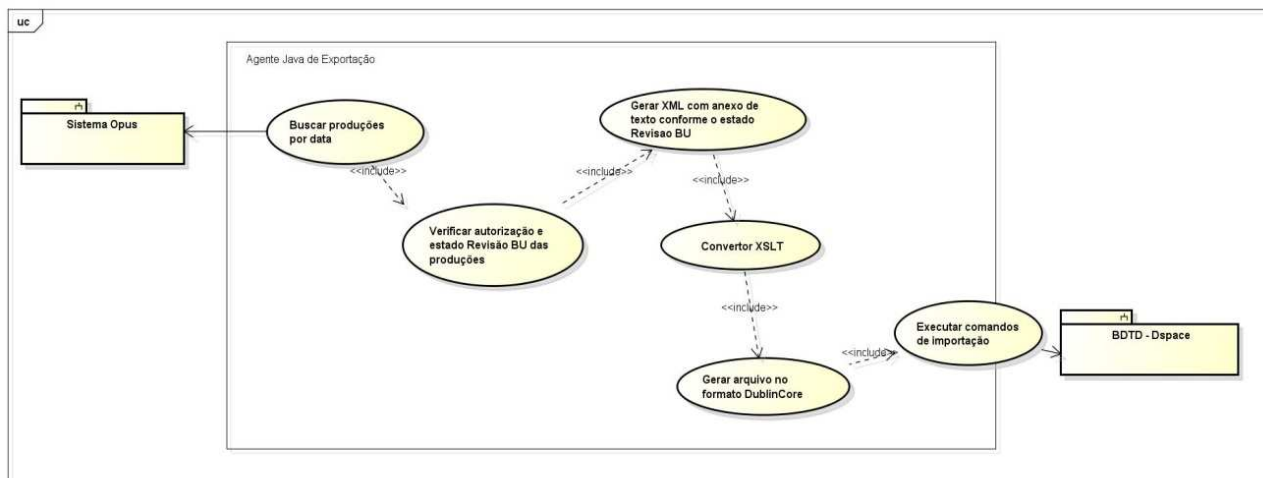 uc
Agente Java de Exportação
Sistema Opus
Buscar produções
por data
<<include>>
Verificar autorização e
estado Revisão BU das
produções
<<include>>
Gerar XML com anexo de
texto conforme o estado
Revisao BU
<<include>>
Convertor XSLT
<<include>>
Gerar arquivo no
formato DublinCore
<<include>>
Executar comandos
de importação
BDTD - Dspace